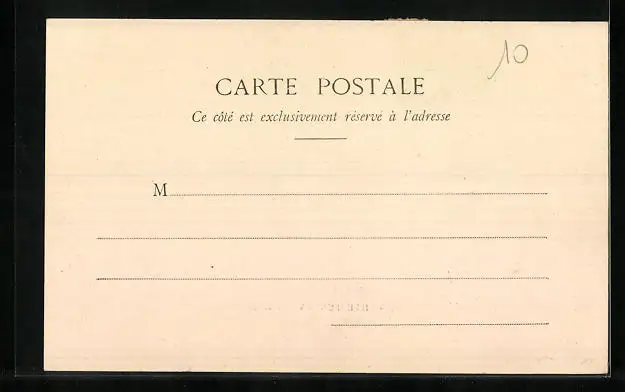 10
CARTE POSTALE
Ce côté est exclusivement réservé à l'adresse
M